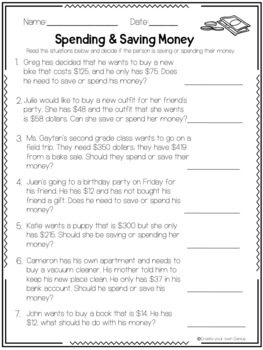 Name: Date:
Spending & Saving Money
Read the situations below and decide if the person is saving or spending their money.
1. Greg has decided that he wants to buy a new
bike that costs $125, and he only has $75. Does
he need to save or spend his money?
2. Julie would like to buy a new outfit for her friend's
party. She has $48 and the outfit that she wants
is $58 dollars. Can she save or spend her money?
3. Ms. Gaytan's second grade class wants to go on a
field trip. They need $350 dollars; they have $419
from a bake sale. Should they spend or save their
money?
4. Juan's going to a birthday party on Friday for
his friend. He has $12 and has not bought his
friend a gift. Does he need to save or spend his
money?
5. Katie wants a puppy that is $300 but she only
has $215. Should she be saving or spending her
money?
6. Cameron has his own apartment and needs to
buy a vacuum cleaner. His mother told him to
keep his new place clean. He only has $37 in his
bank account. Should he spend or save his
money?
7. John wants to buy a book that is $14. He has
$12, what should he do with his money?
©Create your own Genius